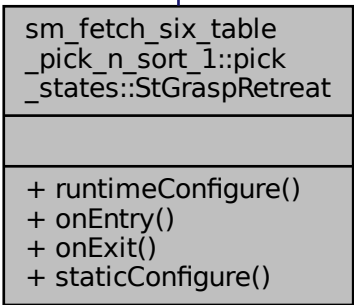 sm_fetch_six_table
_pick_n_sort_1::pick
_states::StGraspRetreat
+ runtimeConfigure()
+ onEntry()
+ onExit()
+ staticConfigure()